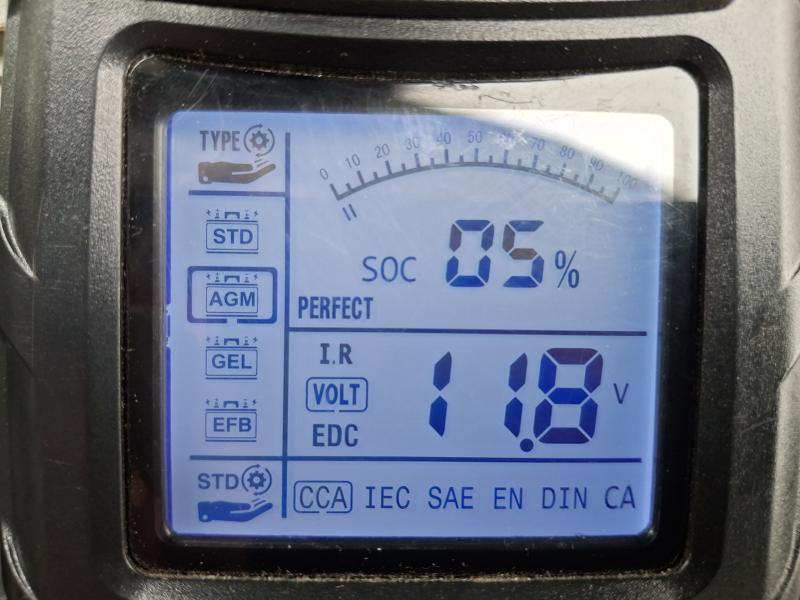 TYPE
0 10 20 30 40 50 60 70 80 90 100
STD
SOC 05%
AGM
PERFECT
GEL
I.R
VOLT 11.8 V
EFB
EDC
STD
CCA IEC SAE EN DIN CA